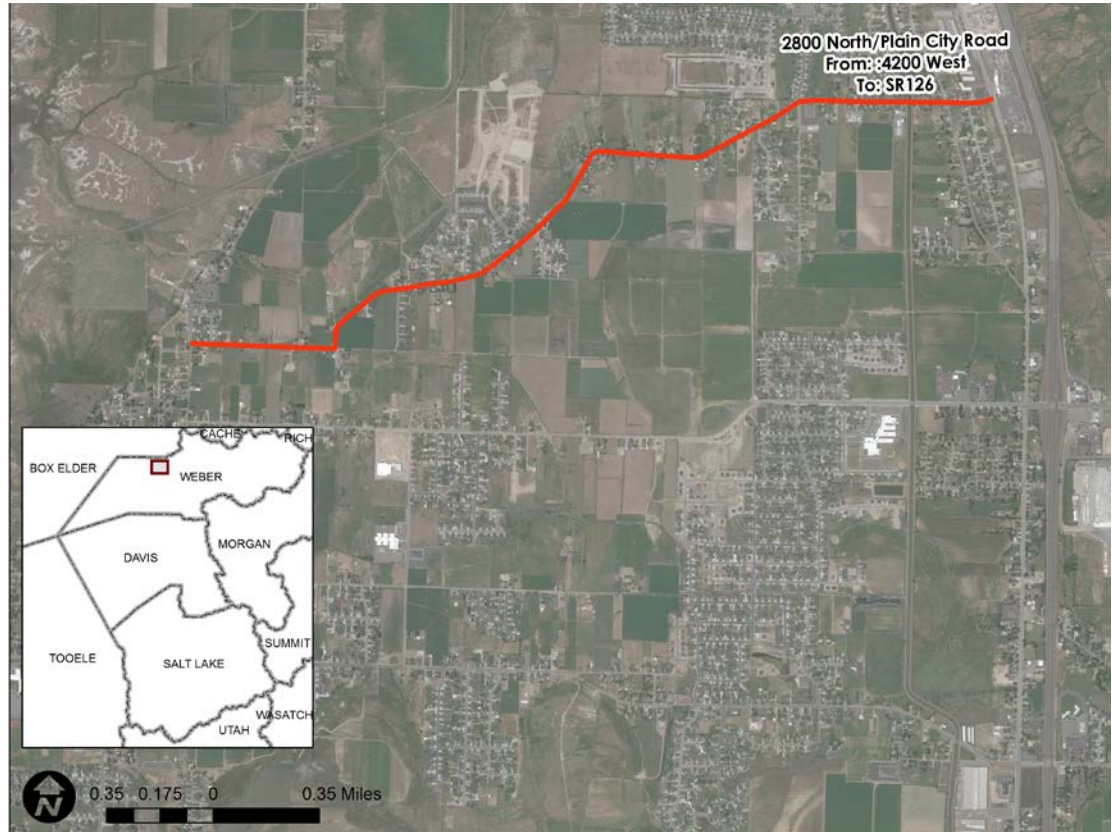 2800 North/Plain City Road
From: :4200 West
To: SR126
CACHE
RICH
BOX ELDER
WEBER
DAVIS
MORGAN
SUMMIT
TOOELE
SALT LAKE
WASATCH
UTAH
N
0.35 0.175 0 0.35 Miles